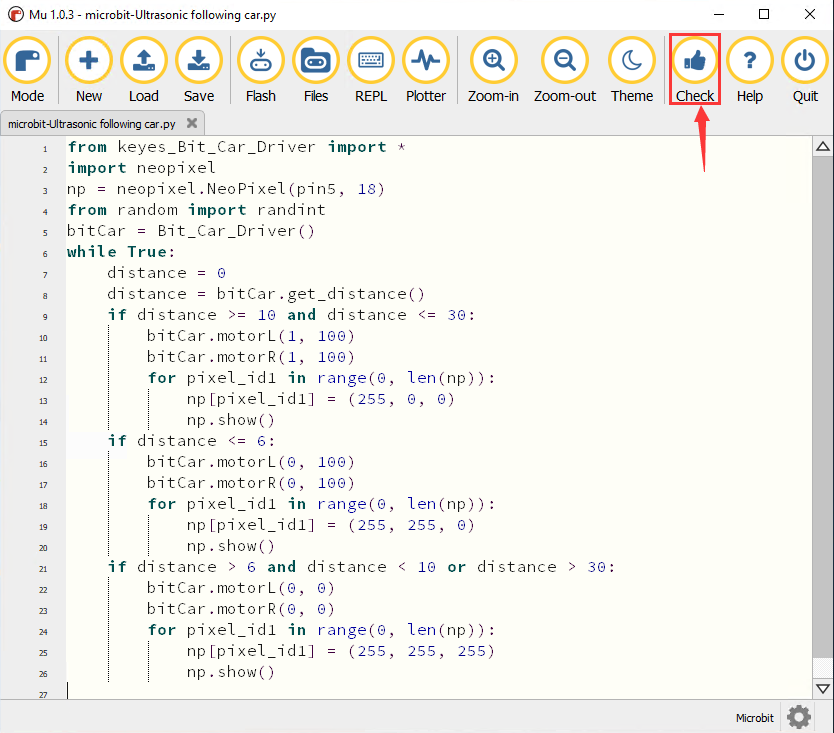 Mu 1.0.3 - microbit-Ultrasonic following car.py
Mode New Load Save Flash Files REPL Plotter Zoom-in Zoom-out Theme Check Help Quit
microbit-Ultrasonic following car.py
1 from keyes_Bit_Car_Driver import *
2 import neopixel
3 np = neopixel.NeoPixel(pin5, 18)
4 from random import randint
5 bitCar = Bit_Car_Driver()
6 while True:
7     distance = 0
8     distance = bitCar.get_distance()
9     if distance >= 10 and distance <= 30:
10         bitCar.motorL(1, 100)
11         bitCar.motorR(1, 100)
12         for pixel_id1 in range(0, len(np)):
13             np[pixel_id1] = (255, 0, 0)
14             np.show()
15     if distance <= 6:
16         bitCar.motorL(0, 100)
17         bitCar.motorR(0, 100)
18         for pixel_id1 in range(0, len(np)):
19             np[pixel_id1] = (255, 255, 0)
20             np.show()
21     if distance > 6 and distance < 10 or distance > 30:
22         bitCar.motorL(0, 0)
23         bitCar.motorR(0, 0)
24         for pixel_id1 in range(0, len(np)):
25             np[pixel_id1] = (255, 255, 255)
26             np.show()
27
Microbit